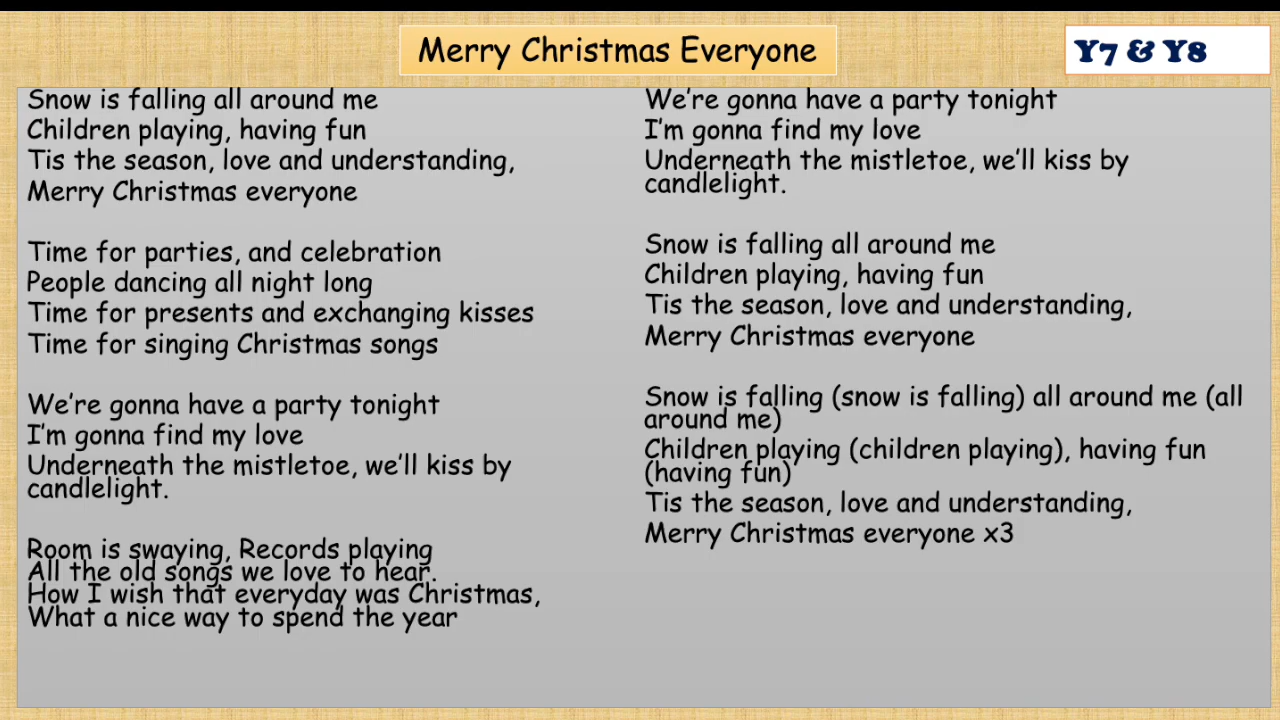 Merry Christmas Everyone
Y7 & Y8
Snow is falling all around me
Children playing, having fun
Tis the season, love and understanding,
Merry Christmas everyone
Time for parties, and celebration
People dancing all night long
Time for presents and exchanging kisses
Time for singing Christmas songs
We’re gonna have a party tonight
I’m gonna find my love
Underneath the mistletoe, we’ll kiss by
candlelight.
Room is swaying, Records playing
All the old songs we love to hear.
How I wish that everyday was Christmas,
What a nice way to spend the year
We’re gonna have a party tonight
I’m gonna find my love
Underneath the mistletoe, we’ll kiss by
candlelight.
Snow is falling all around me
Children playing, having fun
Tis the season, love and understanding,
Merry Christmas everyone
Snow is falling (snow is falling) all around me (all
around me)
Children playing (children playing), having fun
(having fun)
Tis the season, love and understanding,
Merry Christmas everyone x3